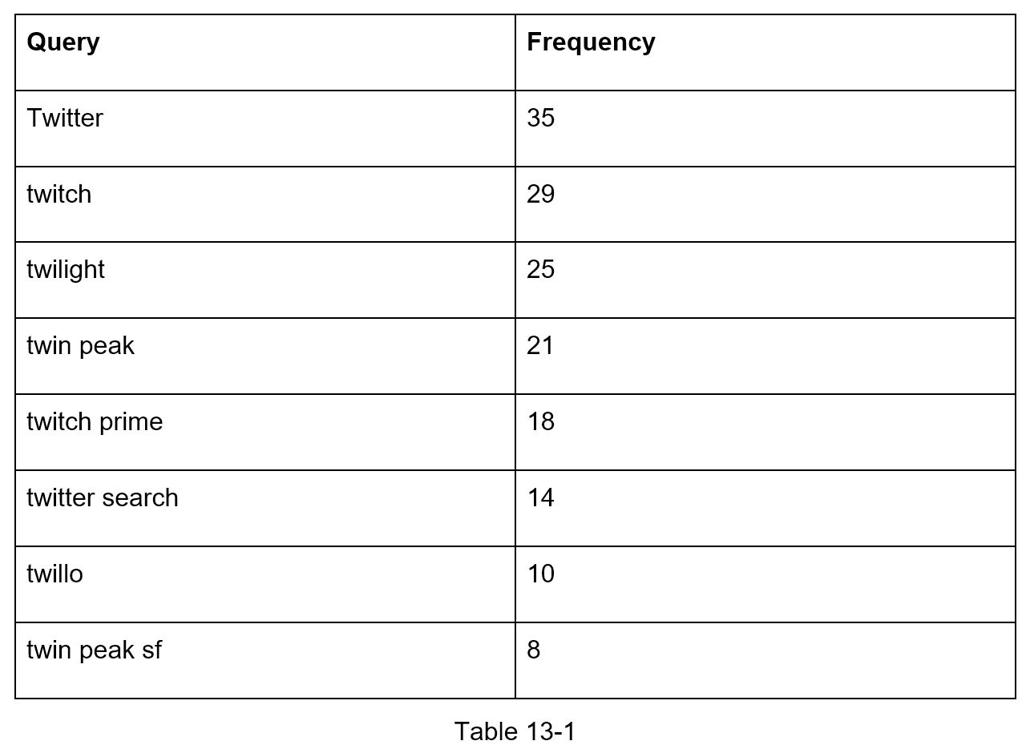 Query Frequency
Twitter 35
twitch 29
twilight 25
twin peak 21
twitch prime 18
twitter search 14
twillo 10
twin peak sf 8
Table 13-1